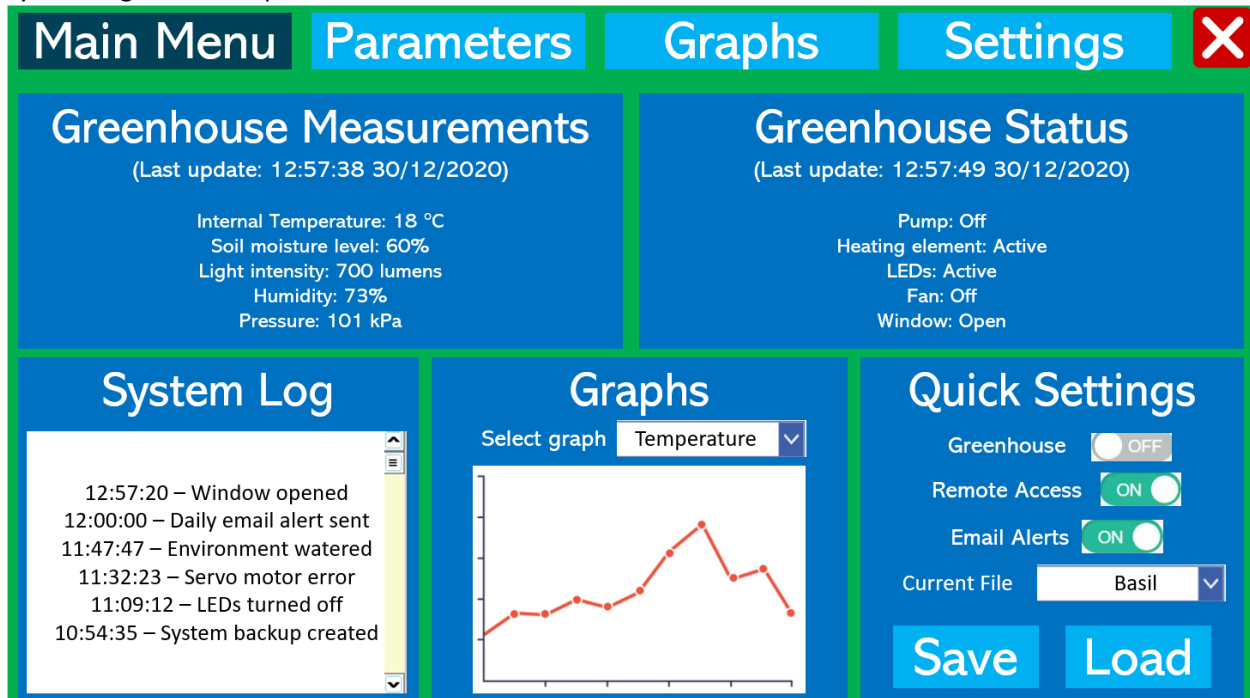 Main Menu
Parameters
Graphs
Settings
Greenhouse Measurements
(Last update: 12:57:38 30/12/2020)
Internal Temperature: 18 °C
Soil moisture level: 60%
Light intensity: 700 lumens
Humidity: 73%
Pressure: 101 kPa
Greenhouse Status
(Last update: 12:57:49 30/12/2020)
Pump: Off
Heating element: Active
LEDs: Active
Fan: Off
Window: Open
System Log
12:57:20 – Window opened
12:00:00 – Daily email alert sent
11:47:47 – Environment watered
11:32:23 – Servo motor error
11:09:12 – LEDs turned off
10:54:35 – System backup created
Graphs
Select graph Temperature
Quick Settings
Greenhouse OFF
Remote Access ON
Email Alerts ON
Current File Basil
Save Load